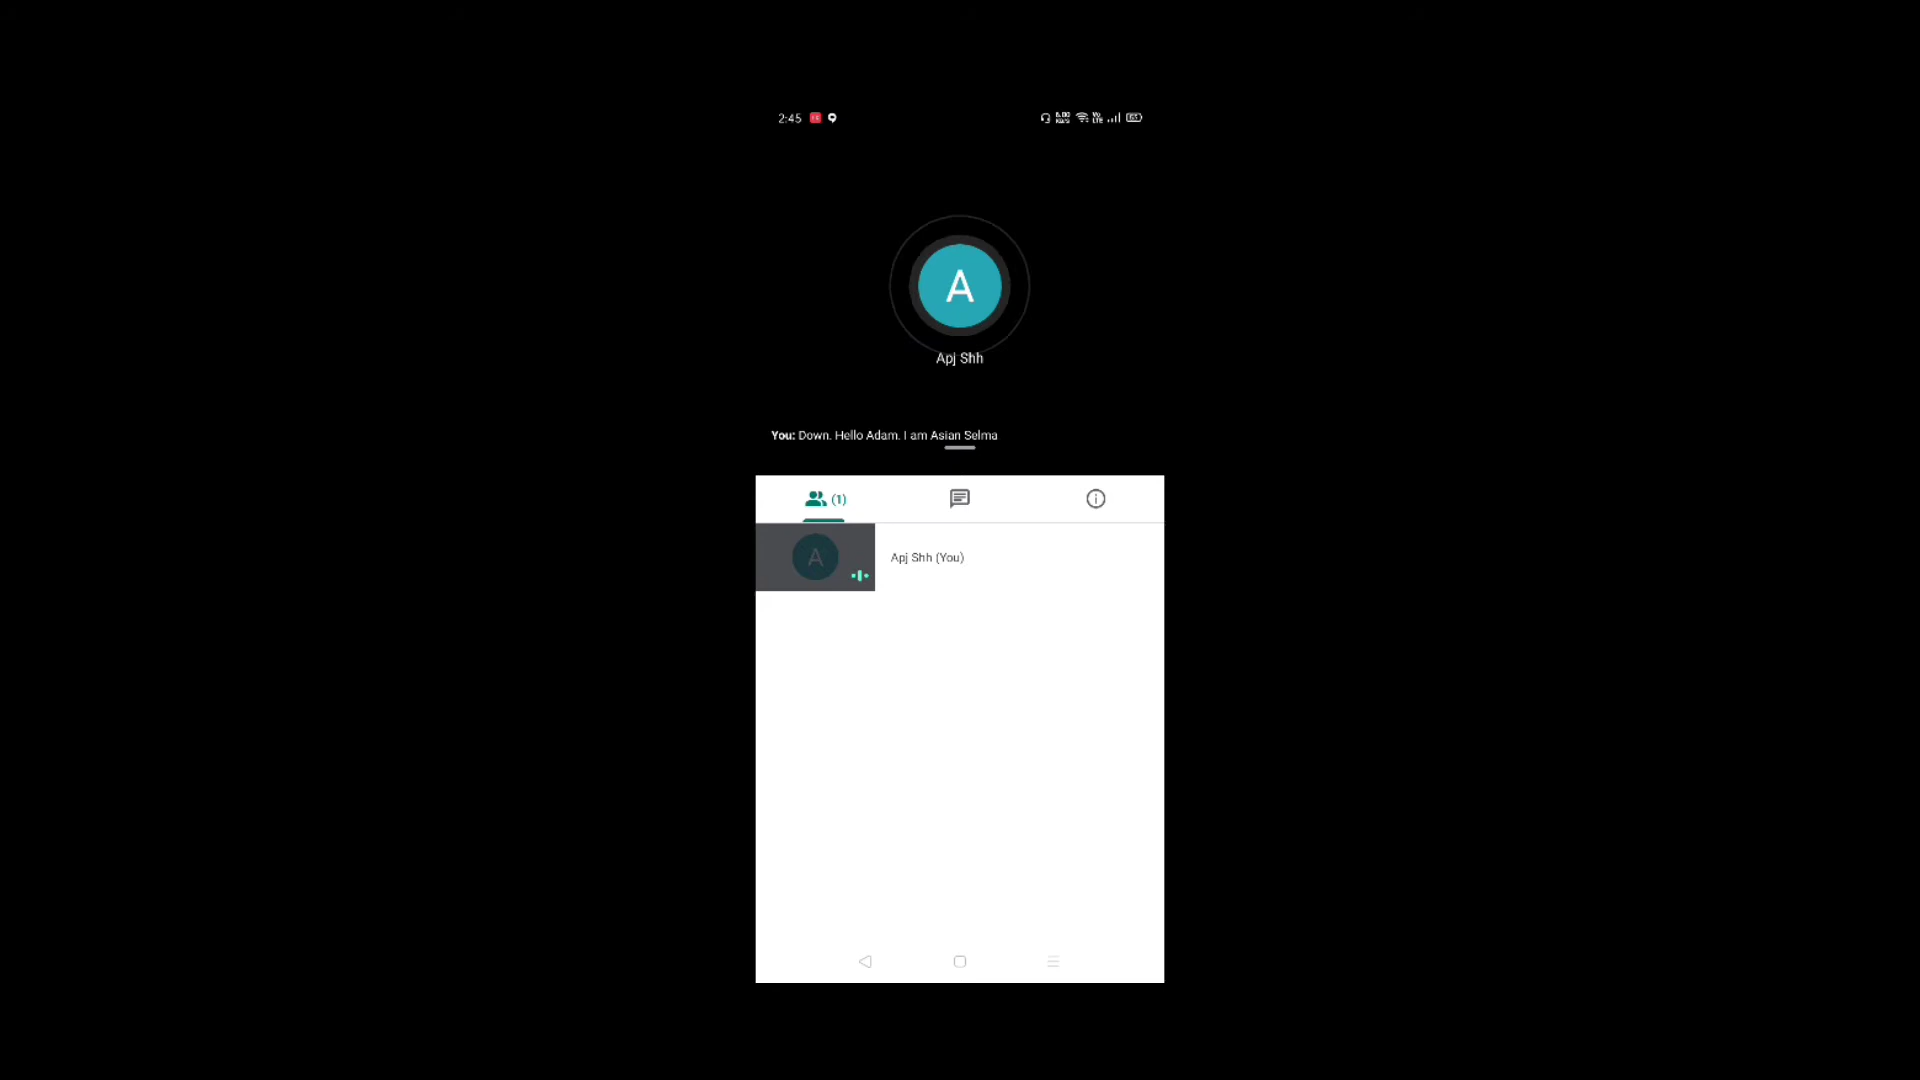 2:45
A
Apj Shh
You: Down. Hello Adam. I am Asian Selma
(1)
A
Apj Shh (You)